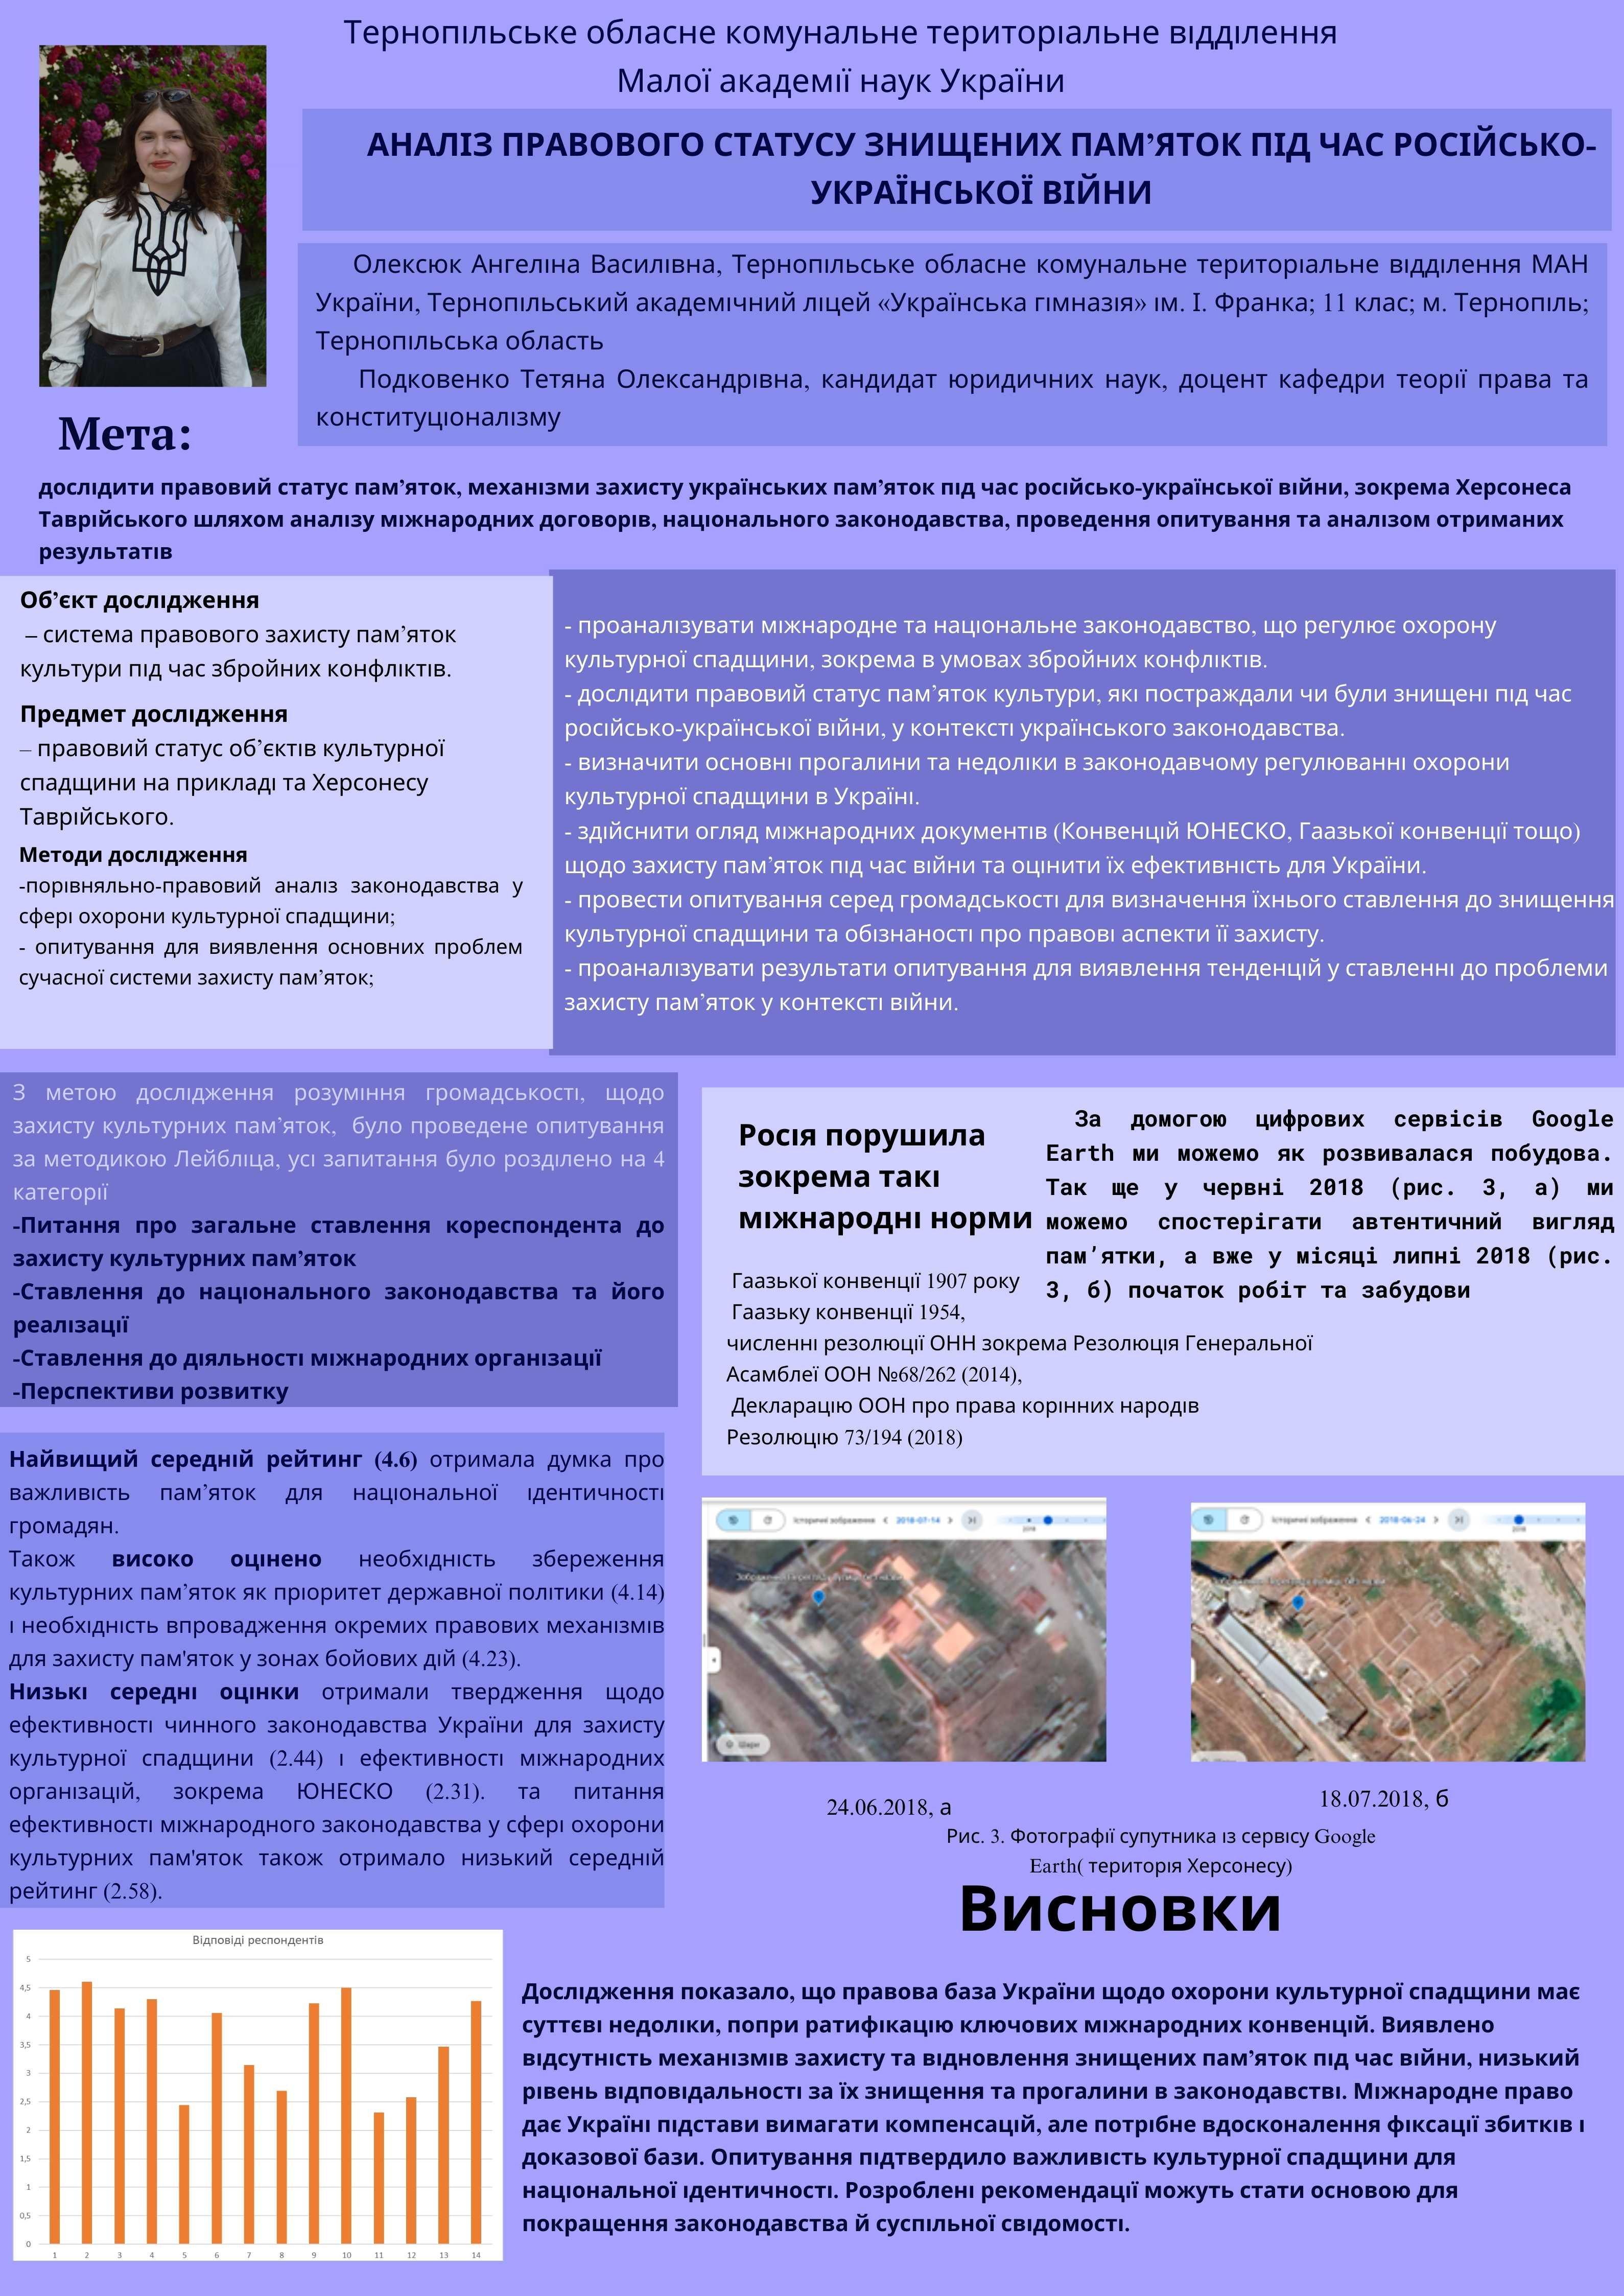 Тернопільське обласне комунальне територіальне відділення
Малої академії наук України
АНАЛІЗ ПРАВОВОГО СТАТУСУ ЗНИЩЕНИХ ПАМ’ЯТОК ПІД ЧАС РОСІЙСЬКО-
УКРАЇНСЬКОЇ ВІЙНИ
Олексюк Ангеліна Василівна, Тернопільське обласне комунальне територіальне відділення МАН
України, Тернопільський академічний ліцей «Українська гімназія» ім. І. Франка; 11 клас; м. Тернопіль;
Тернопільська область
Подковенко Тетяна Олександрівна, кандидат юридичних наук, доцент кафедри теорії права та
конституціоналізму
Мета:
дослідити правовий статус пам’яток, механізми захисту українських пам’яток під час російсько-української війни, зокрема Херсонеса
Таврійського шляхом аналізу міжнародних договорів, національного законодавства, проведення опитування та аналізом отриманих
результатів
Об’єкт дослідження
– система правового захисту пам’яток
культури під час збройних конфліктів.
Предмет дослідження
– правовий статус об’єктів культурної
спадщини на прикладі та Херсонесу
Таврійського.
Методи дослідження
-порівняльно-правовий аналіз законодавства у
сфері охорони культурної спадщини;
- опитування для виявлення основних проблем
сучасної системи захисту пам’яток;
- проаналізувати міжнародне та національне законодавство, що регулює охорону
культурної спадщини, зокрема в умовах збройних конфліктів.
- дослідити правовий статус пам’яток культури, які постраждали чи були знищені під час
російсько-української війни, у контексті українського законодавства.
- визначити основні прогалини та недоліки в законодавчому регулюванні охорони
культурної спадщини в Україні.
- здійснити огляд міжнародних документів (Конвенцій ЮНЕСКО, Гаазької конвенції тощо)
щодо захисту пам’яток під час війни та оцінити їх ефективність для України.
- провести опитування серед громадськості для визначення їхнього ставлення до знищення
культурної спадщини та обізнаності про правові аспекти її захисту.
- проаналізувати результати опитування для виявлення тенденцій у ставленні до проблеми
захисту пам’яток у контексті війни.
З метою дослідження розуміння громадськості, щодо
захисту культурних пам’яток, було проведене опитування
за методикою Лейбліца, усі запитання було розділено на 4
категорії
-Питання про загальне ставлення кореспондента до
захисту культурних пам’яток
-Ставлення до національного законодавства та його
реалізації
-Ставлення до діяльності міжнародних організації
-Перспективи розвитку
Росія порушила
зокрема такі
міжнародні норми
Гаазької конвенції 1907 року
Гаазьку конвенції 1954,
численні резолюції ОНН зокрема Резолюція Генеральної
Асамблеї ООН №68/262 (2014),
Декларацію ООН про права корінних народів
Резолюцію 73/194 (2018)
За домогою цифрових сервісів Google
Earth ми можемо як розвивалася побудова.
Так ще у червні 2018 (рис. 3, а) ми
можемо спостерігати автентичний вигляд
пам’ятки, а вже у місяці липні 2018 (рис.
3, б) початок робіт та забудови
Найвищий середній рейтинг (4.6) отримала думка про
важливість пам’яток для національної ідентичності
громадян.
Також високо оцінено необхідність збереження
культурних пам’яток як пріоритет державної політики (4.14)
і необхідність впровадження окремих правових механізмів
для захисту пам'яток у зонах бойових дій (4.23).
Низькі середні оцінки отримали твердження щодо
ефективності чинного законодавства України для захисту
культурної спадщини (2.44) і ефективності міжнародних
організацій, зокрема ЮНЕСКО (2.31). та питання
ефективності міжнародного законодавства у сфері охорони
культурних пам'яток також отримало низький середній
рейтинг (2.58).
Історичні зображення 2018-07-14
2018
Шари
Історичні зображення 2018-06-24
2018
24.06.2018, а
18.07.2018, б
Рис. 3. Фотографії супутника із сервісу Google
Earth( територія Херсонесу)
Висновки
Дослідження показало, що правова база України щодо охорони культурної спадщини має
суттєві недоліки, попри ратифікацію ключових міжнародних конвенцій. Виявлено
відсутність механізмів захисту та відновлення знищених пам’яток під час війни, низький
рівень відповідальності за їх знищення та прогалини в законодавстві. Міжнародне право
дає Україні підстави вимагати компенсацій, але потрібне вдосконалення фіксації збитків і
доказової бази. Опитування підтвердило важливість культурної спадщини для
національної ідентичності. Розроблені рекомендації можуть стати основою для
покращення законодавства й суспільної свідомості.
Відповіді респондентів
5
4,5
4
3,5
3
2,5
2
1,5
1
0,5
0
1 2 3 4 5 6 7 8 9 10 11 12 13 14